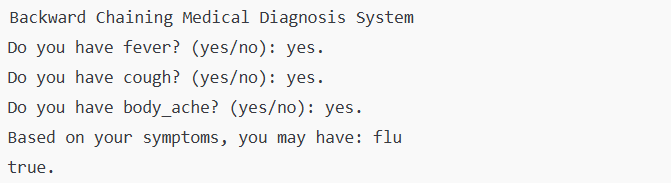 Backward Chaining Medical Diagnosis System
Do you have fever? (yes/no): yes.
Do you have cough? (yes/no): yes.
Do you have body_ache? (yes/no): yes.
Based on your symptoms, you may have: flu
true.